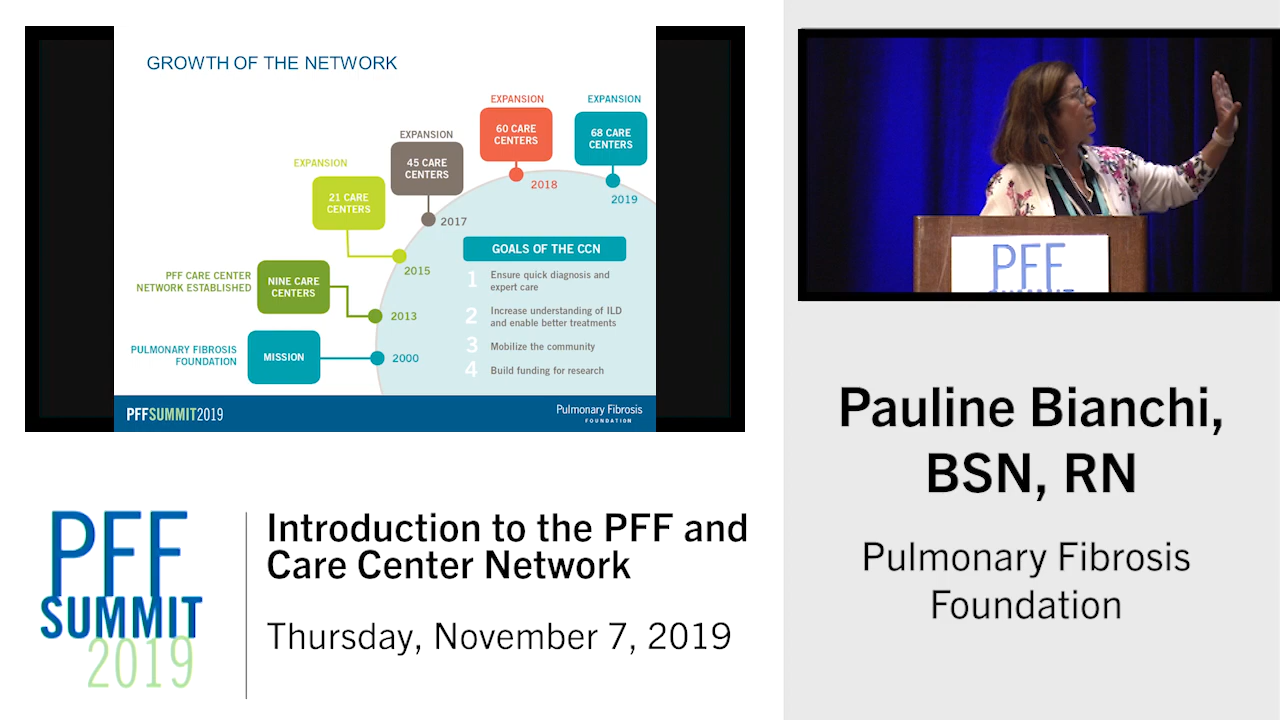 GROWTH OF THE NETWORK
EXPANSION
60 CARE
CENTERS
2018
EXPANSION
68 CARE
CENTERS
2019
EXPANSION
45 CARE
CENTERS
2017
EXPANSION
21 CARE
CENTERS
2015
PFF CARE CENTER
NETWORK ESTABLISHED
NINE CARE
CENTERS
2013
PULMONARY FIBROSIS
FOUNDATION
MISSION
2000
GOALS OF THE CCN
1 Ensure quick diagnosis and
expert care
2 Increase understanding of ILD
and enable better treatments
3 Mobilize the community
4 Build funding for research
PFFSUMMIT2019
Pulmonary Fibrosis
FOUNDATION
PFF
SUMMIT
Pauline Bianchi,
BSN, RN
Pulmonary Fibrosis
Foundation
PFF
SUMMIT
2019
Introduction to the PFF and
Care Center Network
Thursday, November 7, 2019